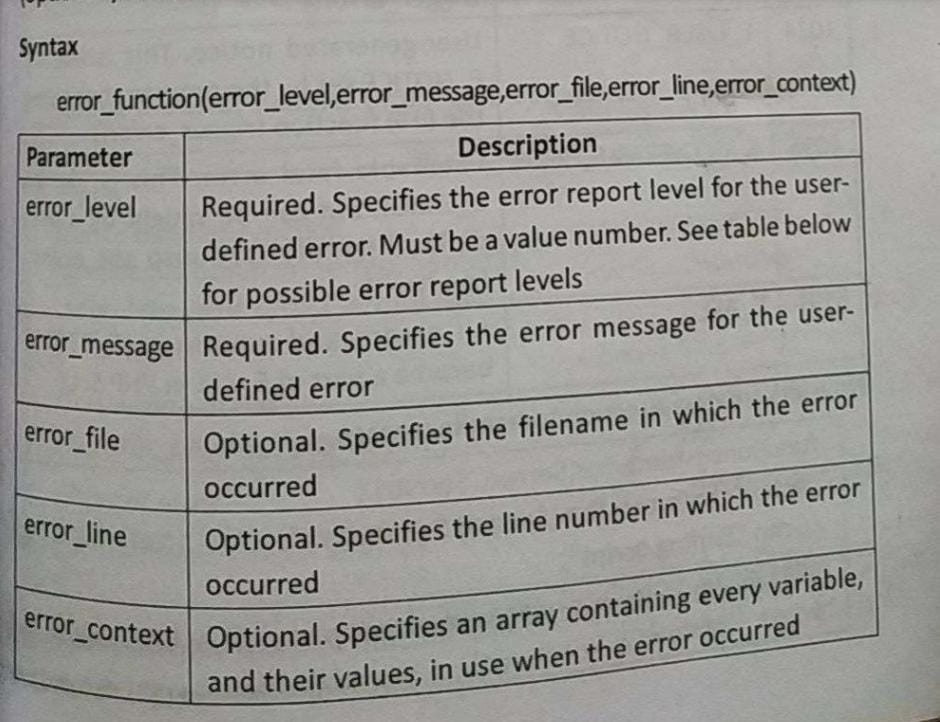 Syntax
error_function(error_level,error_message,error_file,error_line,error_context)
Parameter Description
error_level Required. Specifies the error report level for the user-
defined error. Must be a value number. See table below
for possible error report levels
error_message Required. Specifies the error message for the user-
defined error
error_file Optional. Specifies the filename in which the error
occurred
error_line Optional. Specifies the line number in which the error
occurred
error_context Optional. Specifies an array containing every variable,
and their values, in use when the error occurred